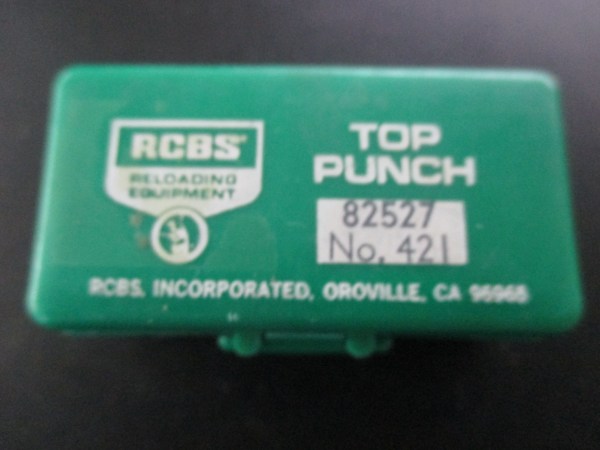 RCBS
RELOADING
EQUIPMENT
TOP
PUNCH
82527
No. 421
RCBS. INCORPORATED, OROVILLE, CA 95965